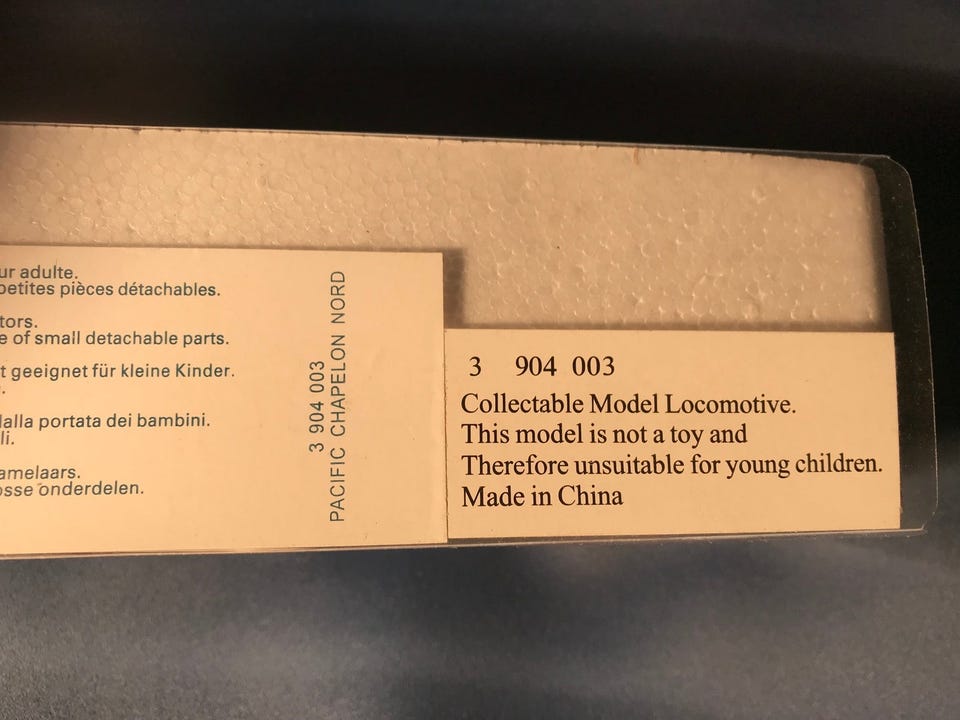 ur adulte.
petites pièces détachables.
tors.
e of small detachable parts.
t geeignet für kleine Kinder.
.
dalla portata dei bambini.
li.
amelaars.
osse onderdelen.
3 904 003
PACIFIC CHAPELON NORD
3 904 003
Collectable Model Locomotive.
This model is not a toy and
Therefore unsuitable for young children.
Made in China